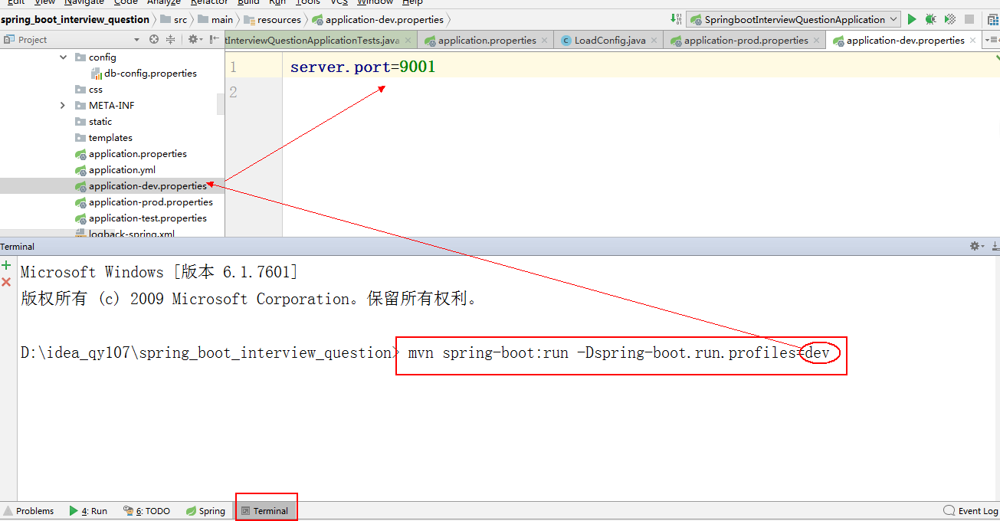 Edit View Navigate Code Analyze Refactor Build Run Tools VCS Window Help
spring_boot_interview_question src main resources application-dev.properties SpringbootInterviewQuestionApplication
Project tInterviewQuestionApplicationTests.java application.properties LoadConfig.java application-prod.properties application-dev.properties
config
db-config.properties
css
META-INF
static
templates
application.properties
application.yml
application-dev.properties
application-prod.properties
application-test.properties
logback-spring.xml
1 server.port=9001
2
Terminal
Microsoft Windows [版本 6.1.7601]
版权所有 (c) 2009 Microsoft Corporation。保留所有权利。
D:\idea_qy107\spring_boot_interview_question> mvn spring-boot:run -Dspring-boot.run.profiles=dev
Problems 4: Run 6: TODO Spring Terminal Event Log